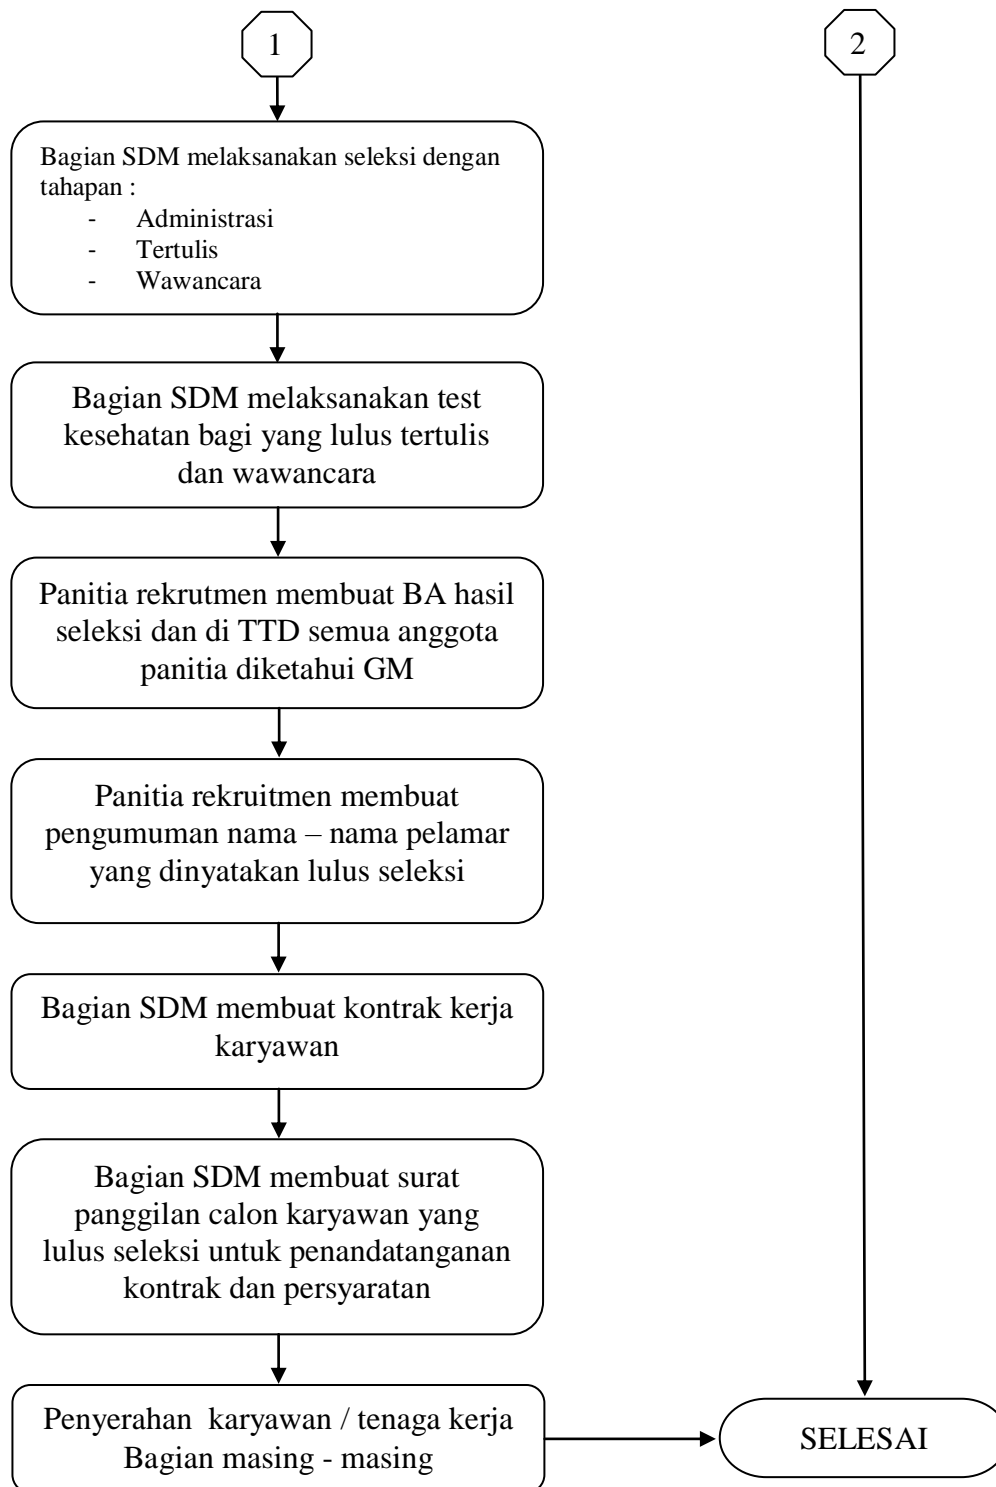 1
2
Bagian SDM melaksanakan seleksi dengan
tahapan :
- Administrasi
- Tertulis
- Wawancara
Bagian SDM melaksanakan test
kesehatan bagi yang lulus tertulis
dan wawancara
Panitia rekrutmen membuat BA hasil
seleksi dan di TTD semua anggota
panitia diketahui GM
Panitia rekruitmen membuat
pengumuman nama – nama pelamar
yang dinyatakan lulus seleksi
Bagian SDM membuat kontrak kerja
karyawan
Bagian SDM membuat surat
panggilan calon karyawan yang
lulus seleksi untuk penandatanganan
kontrak dan persyaratan
Penyerahan karyawan / tenaga kerja
Bagian masing - masing
SELESAI